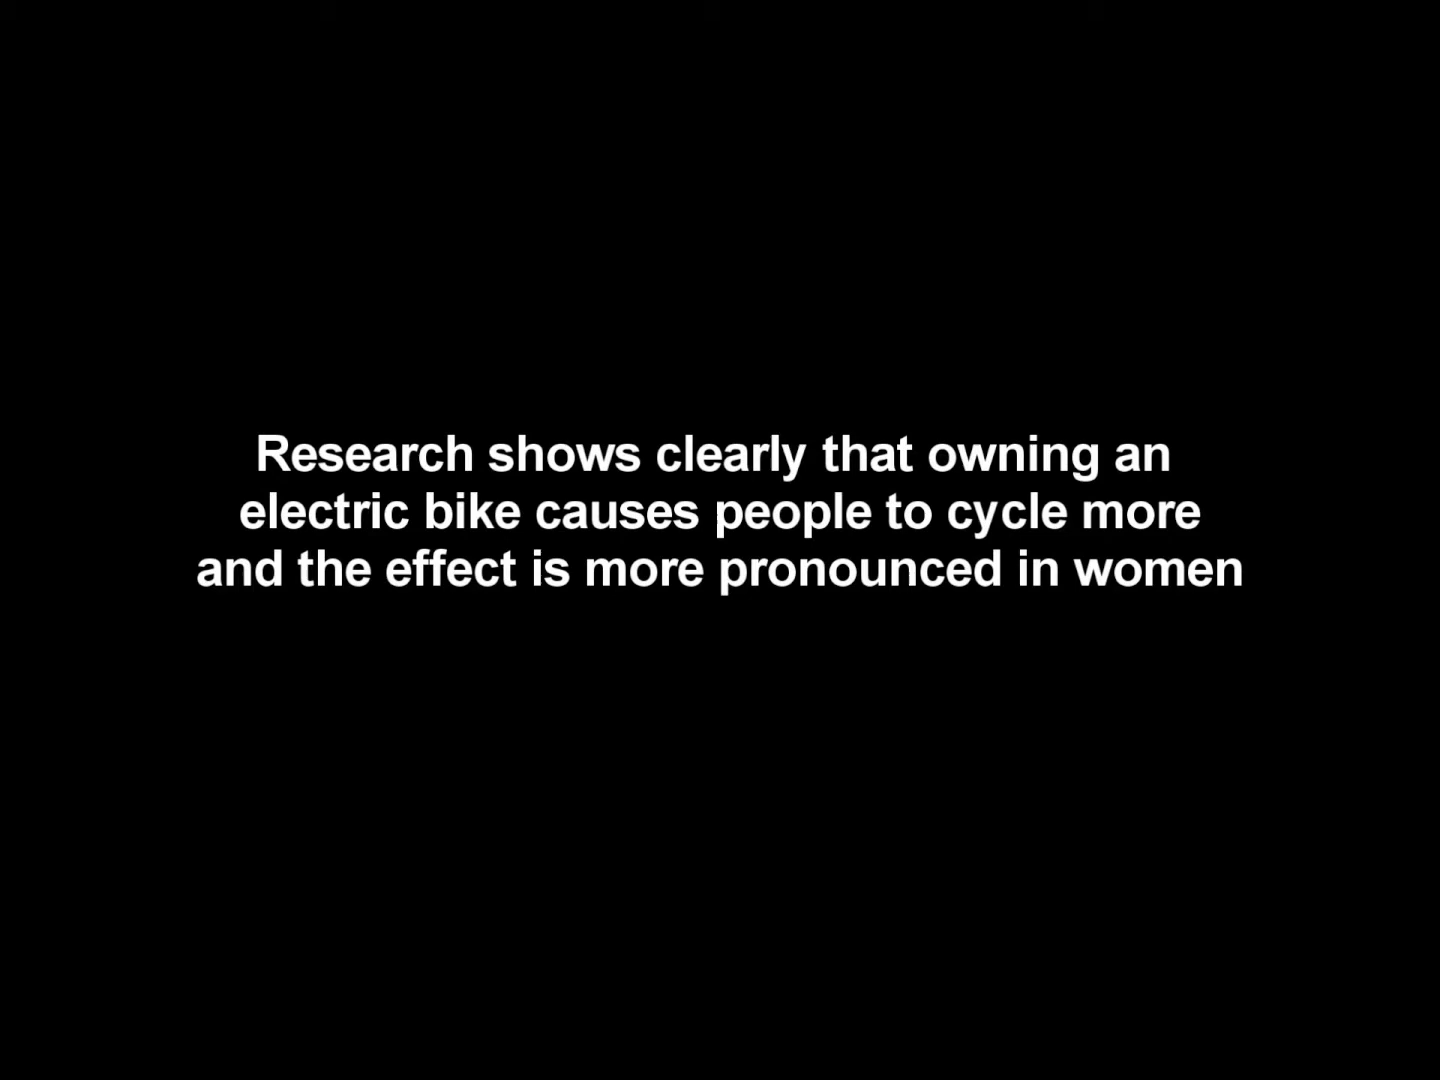 Research shows clearly that owning an
electric bike causes people to cycle more
and the effect is more pronounced in women